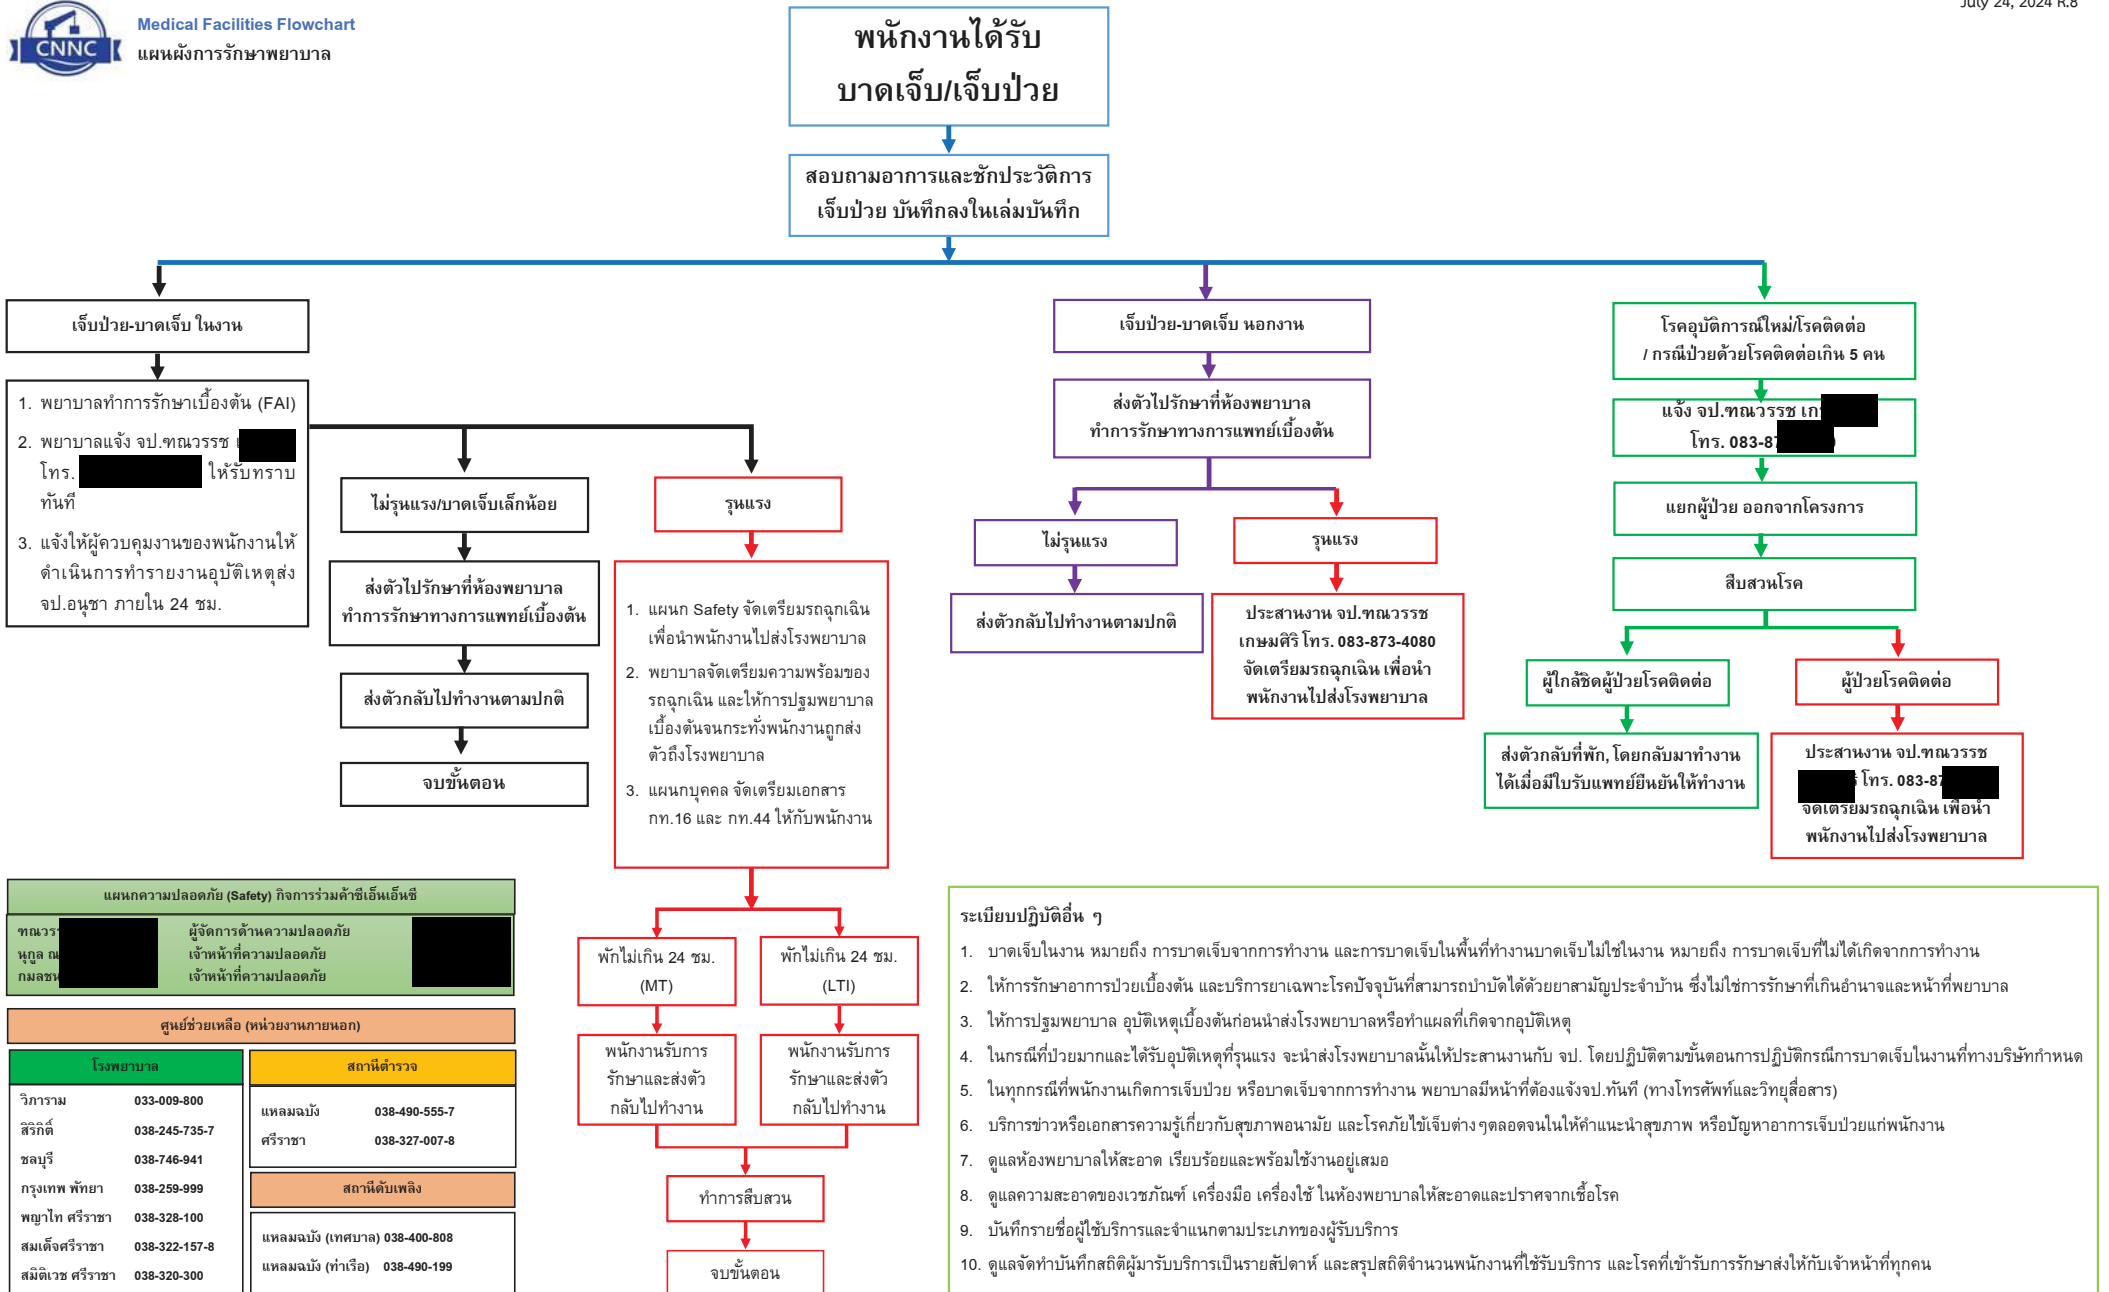 CNNC
Medical Facilities Flowchart
แผนผังการรักษาพยาบาล
July 24, 2024 R.8
พนักงานได้รับ
บาดเจ็บ/เจ็บป่วย
สอบถามอาการและซักประวัติการ
เจ็บป่วย บันทึกลงในเล่มบันทึก
เจ็บป่วย-บาดเจ็บ ในงาน
1. พยาบาลทำการรักษาเบื้องต้น (FAI)
2. พยาบาลแจ้ง จป.ฑณวรรช
โทร. ให้รับทราบ
ทันที
3. แจ้งให้ผู้ควบคุมงานของพนักงานให้
ดำเนินการทำรายงานอุบัติเหตุส่ง
จป.อนุชา ภายใน 24 ชม.
ไม่รุนแรง/บาดเจ็บเล็กน้อย
ส่งตัวไปรักษาที่ห้องพยาบาล
ทำการรักษาทางการแพทย์เบื้องต้น
ส่งตัวกลับไปทำงานตามปกติ
จบขั้นตอน
รุนแรง
1. แผนก Safety จัดเตรียมรถฉุกเฉิน
เพื่อนำพนักงานไปส่งโรงพยาบาล
2. พยาบาลจัดเตรียมความพร้อมของ
รถฉุกเฉิน และให้การปฐมพยาบาล
เบื้องต้นจนกระทั่งพนักงานถูกส่ง
ตัวถึงโรงพยาบาล
3. แผนกบุคคล จัดเตรียมเอกสาร
กท.16 และ กท.44 ให้กับพนักงาน
พักไม่เกิน 24 ชม.
(MT)
พนักงานรับการ
รักษาและส่งตัว
กลับไปทำงาน
พักไม่เกิน 24 ชม.
(LTI)
พนักงานรับการ
รักษาและส่งตัว
กลับไปทำงาน
ทำการสืบสวน
จบขั้นตอน
เจ็บป่วย-บาดเจ็บ นอกงาน
ส่งตัวไปรักษาที่ห้องพยาบาล
ทำการรักษาทางการแพทย์เบื้องต้น
ไม่รุนแรง
ส่งตัวกลับไปทำงานตามปกติ
รุนแรง
ประสานงาน จป.ฑณวรรช
เกษมศิริ โทร. 083-873-4080
จัดเตรียมรถฉุกเฉิน เพื่อนำ
พนักงานไปส่งโรงพยาบาล
โรคอุบัติการณ์ใหม่/โรคติดต่อ
/ กรณีป่วยด้วยโรคติดต่อเกิน 5 คน
แจ้ง จป.ฑณวรรช
โทร. 083-87
แยกผู้ป่วย ออกจากโครงการ
สืบสวนโรค
ผู้ใกล้ชิดผู้ป่วยโรคติดต่อ
ส่งตัวกลับที่พัก, โดยกลับมาทำงาน
ได้เมื่อมีใบรับแพทย์ยืนยันให้ทำงาน
ผู้ป่วยโรคติดต่อ
ประสานงาน จป.ฑณวรรช
โทร. 083-87
จัดเตรียมรถฉุกเฉิน เพื่อนำ
พนักงานไปส่งโรงพยาบาล
แผนกความปลอดภัย (Safety) กิจการร่วมค้าซีเอ็นเอ็นซี
ผู้จัดการด้านความปลอดภัย
นุกูล เจ้าหน้าที่ความปลอดภัย
เจ้าหน้าที่ความปลอดภัย
ศูนย์ช่วยเหลือ (หน่วยงานภายนอก)
โรงพยาบาล
วิภาราม 033-009-800
สิริกิติ์ 038-245-735-7
ชลบุรี 038-746-941
กรุงเทพ พัทยา 038-259-999
พญาไท ศรีราชา 038-328-100
สมเด็จศรีราชา 038-322-157-8
สมิติเวช ศรีราชา 038-320-300
สถานีตำรวจ
แหลมฉบัง 038-490-555-7
ศรีราชา 038-327-007-8
สถานีดับเพลิง
แหลมฉบัง (เทศบาล) 038-400-808
แหลมฉบัง (ท่าเรือ) 038-490-199
ระเบียบปฏิบัติอื่น ๆ
1. บาดเจ็บในงาน หมายถึง การบาดเจ็บจากการทำงาน และการบาดเจ็บในพื้นที่ทำงานบาดเจ็บไม่ใช่ในงาน หมายถึง การบาดเจ็บที่ไม่ได้เกิดจากการทำงาน
2. ให้การรักษาอาการป่วยเบื้องต้น และบริการยาเฉพาะโรคปัจจุบันที่สามารถบำบัดได้ด้วยยาสามัญประจำบ้าน ซึ่งไม่ใช่การรักษาที่เกินอำนาจและหน้าที่พยาบาล
3. ให้การปฐมพยาบาล อุบัติเหตุเบื้องต้นก่อนนำส่งโรงพยาบาลหรือทำแผลที่เกิดจากอุบัติเหตุ
4. ในกรณีที่ป่วยมากและได้รับอุบัติเหตุที่รุนแรง จะนำส่งโรงพยาบาลนั้นให้ประสานงานกับ จป. โดยปฏิบัติตามขั้นตอนการปฏิบัติกรณีการบาดเจ็บในงานที่ทางบริษัทกำหนด
5. ในทุกกรณีที่พนักงานเกิดการเจ็บป่วย หรือบาดเจ็บจากการทำงาน พยาบาลมีหน้าที่ต้องแจ้งจป.ทันที (ทางโทรศัพท์และวิทยุสื่อสาร)
6. บริการข่าวหรือเอกสารความรู้เกี่ยวกับสุขภาพอนามัย และโรคภัยไข้เจ็บต่าง ๆตลอดจนในให้คำแนะนำสุขภาพ หรือปัญหาอาการเจ็บป่วยแก่พนักงาน
7. ดูแลห้องพยาบาลให้สะอาด เรียบร้อยและพร้อมใช้งานอยู่เสมอ
8. ดูแลความสะอาดของเวชภัณฑ์ เครื่องมือ เครื่องใช้ ในห้องพยาบาลให้สะอาดและปราศจากเชื้อโรค
9. บันทึกรายชื่อผู้ใช้บริการและจำแนกตามประเภทของผู้รับบริการ
10. ดูแลจัดทำบันทึกสถิติผู้มารับบริการเป็นรายสัปดาห์ และสรุปสถิติจำนวนพนักงานที่ใช้รับบริการ และโรคที่เข้ารับการรักษาส่งให้กับเจ้าหน้าที่ทุกคน